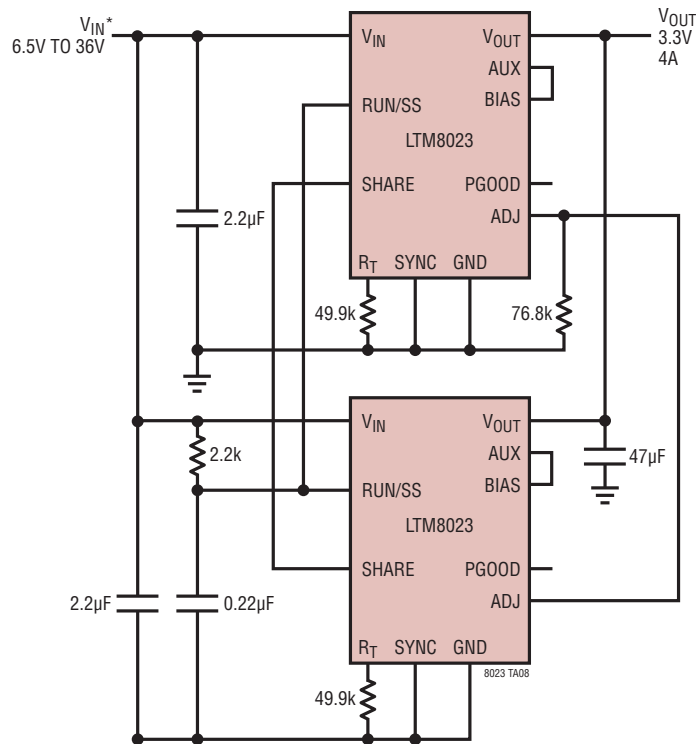 VIN*
6.5V TO 36V
VIN
VOUT
VOUT
3.3V
4A
AUX
BIAS
RUN/SS
LTM8023
SHARE
PGOOD
ADJ
2.2µF
RT
SYNC
GND
49.9k
76.8k
VIN
VOUT
2.2k
AUX
47µF
BIAS
RUN/SS
LTM8023
SHARE
PGOOD
2.2µF
0.22µF
ADJ
RT
SYNC
GND
8023 TA08
49.9k